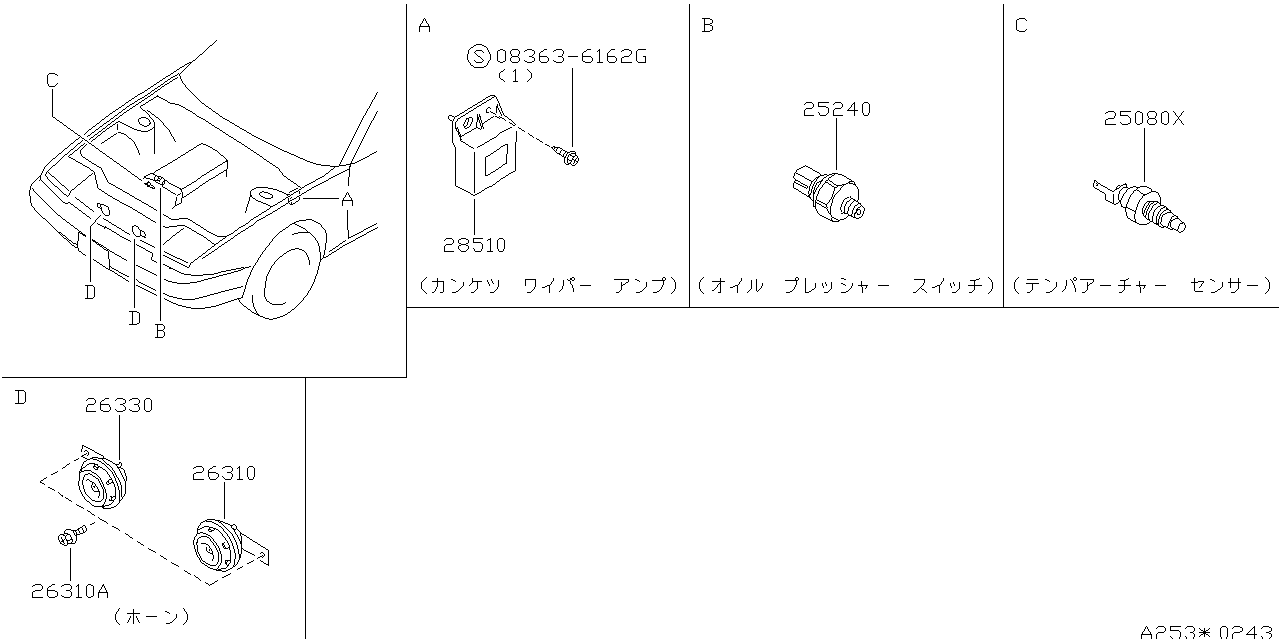 C
A
D
D
B
A
Ⓢ08363-6162G
(1)
28510
(カンケツ ワイパー アンプ)
B
25240
(オイル プレッシャー スイッチ)
C
25080X
(テンパアーチャー センサー)
D
26330
26310
26310A
(ホーン)
A253*0243